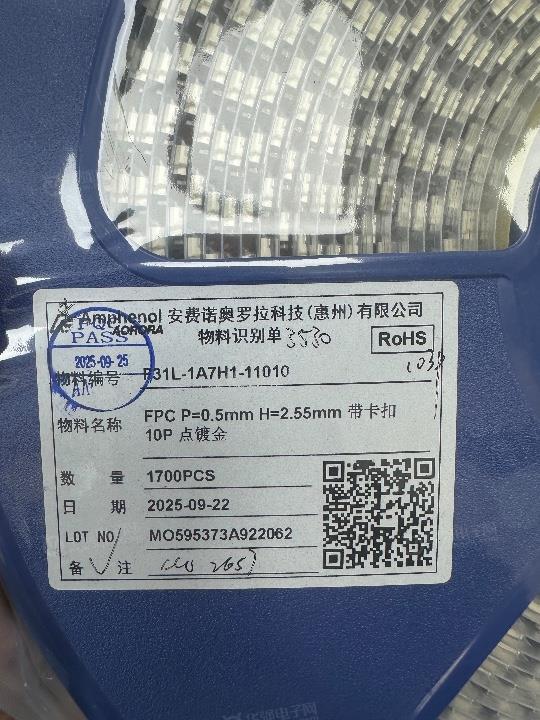 Amphenol 安费诺奥罗拉科技(惠州)有限公司
AORORA
物料识别单 3530
RoHS
PQC
PASS
2025-09-25
物料编号 F31L-1A7H1-11010
物料名称 FPC P=0.5mm H=2.55mm 带卡扣
10P 点镀金
数 量 1700PCS
日 期 2025-09-22
LOT NO MO595373A922062
备 注